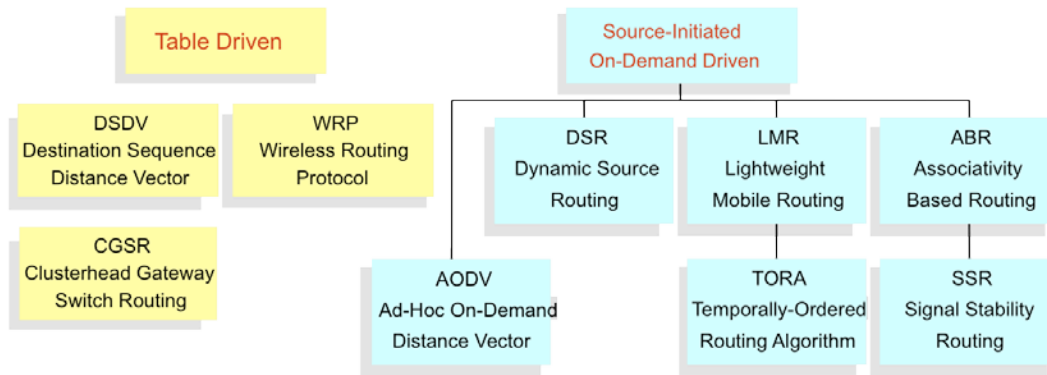 Table Driven
Source-Initiated
On-Demand Driven
DSDV
Destination Sequence
Distance Vector
WRP
Wireless Routing
Protocol
DSR
Dynamic Source
Routing
LMR
Lightweight
Mobile Routing
ABR
Associativity
Based Routing
CGSR
Clusterhead Gateway
Switch Routing
AODV
Ad-Hoc On-Demand
Distance Vector
TORA
Temporally-Ordered
Routing Algorithm
SSR
Signal Stability
Routing